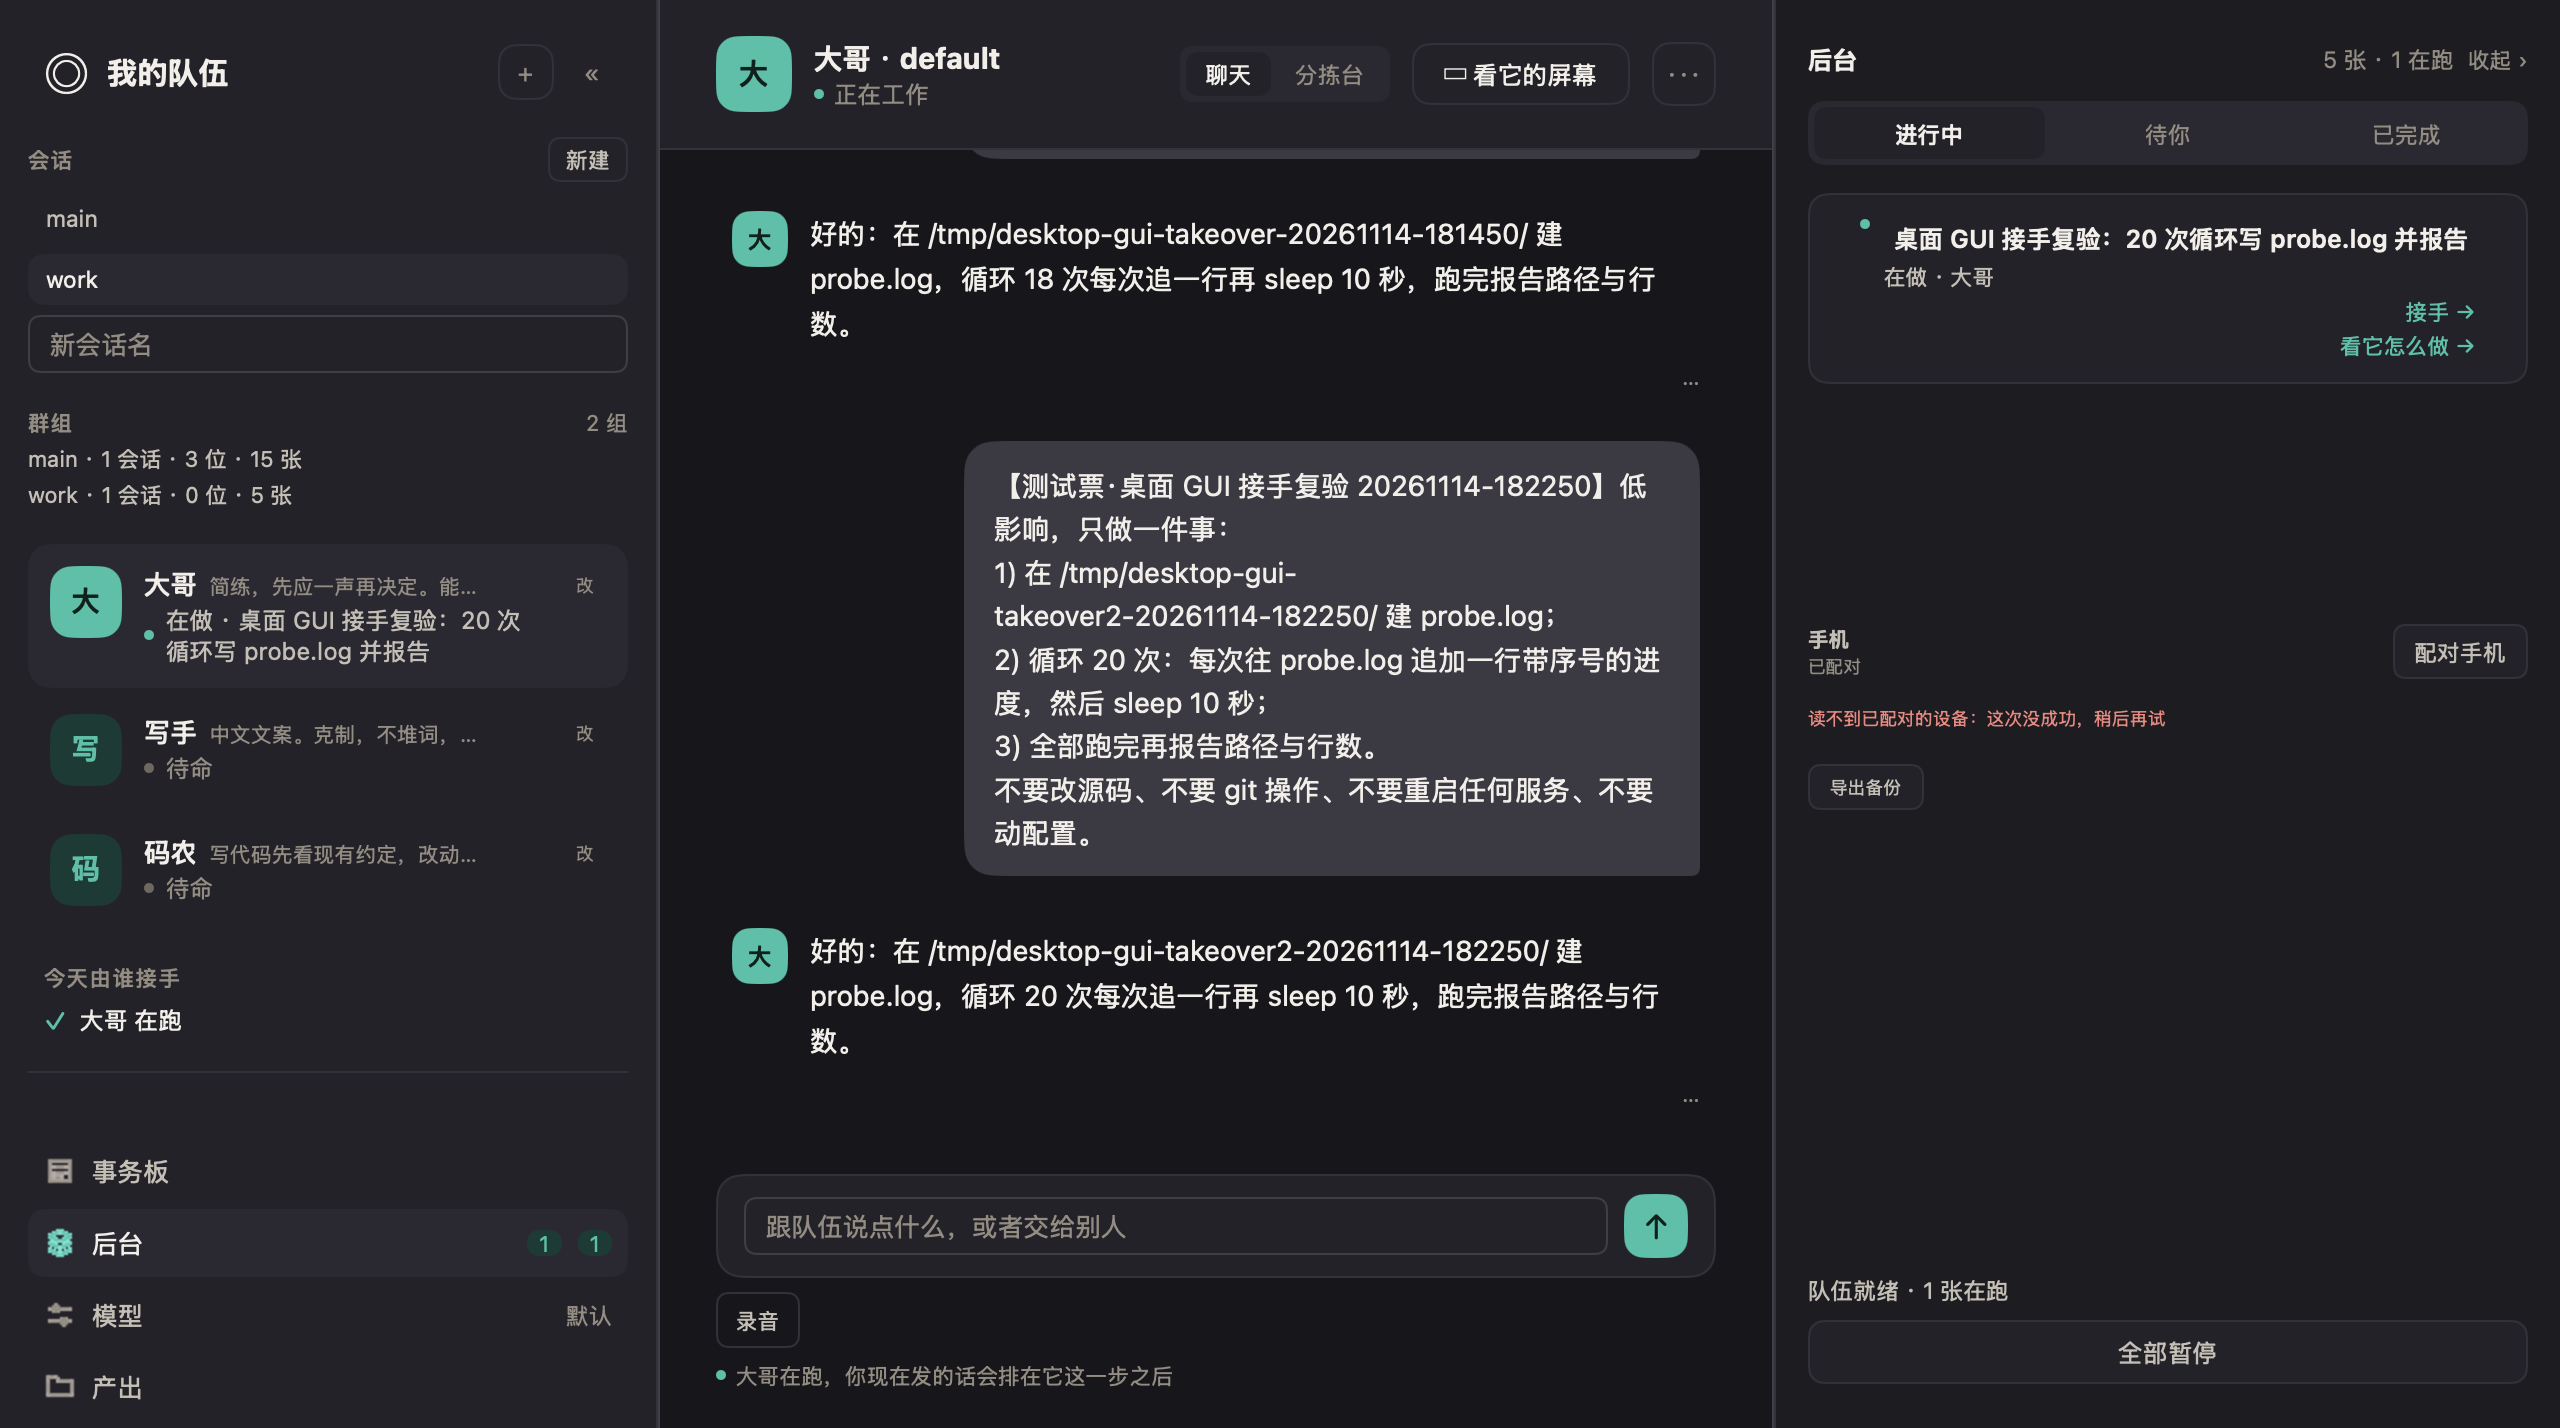 我的队伍
+
«
会话
新建
main
work
新会话名
群组
2 组
main · 1 会话 · 3 位 · 15 张
work · 1 会话 · 0 位 · 5 张
大
大哥 简练，先应一声再决定。能…
改
在做 · 桌面 GUI 接手复验：20 次
循环写 probe.log 并报告
写
写手 中文文案。克制，不堆词，…
改
待命
码
码农 写代码先看现有约定，改动…
改
待命
今天由谁接手
✓ 大哥 在跑
事务板
后台
1
1
模型
默认
产出
大
大哥 · default
正在工作
聊天
分拣台
看它的屏幕
···
大
好的：在 /tmp/desktop-gui-takeover-20261114-181450/ 建
probe.log，循环 18 次每次追一行再 sleep 10 秒，跑完报告路径与行
数。
…
【测试票·桌面 GUI 接手复验 20261114-182250】低
影响，只做一件事：
1) 在 /tmp/desktop-gui-
takeover2-20261114-182250/ 建 probe.log；
2) 循环 20 次：每次往 probe.log 追加一行带序号的进
度，然后 sleep 10 秒；
3) 全部跑完再报告路径与行数。
不要改源码、不要 git 操作、不要重启任何服务、不要
动配置。
大
好的：在 /tmp/desktop-gui-takeover2-20261114-182250/ 建
probe.log，循环 20 次每次追一行再 sleep 10 秒，跑完报告路径与行
数。
…
跟队伍说点什么，或者交给别人
录音
大哥在跑，你现在发的话会排在它这一步之后
后台
5 张 · 1 在跑 收起 ›
进行中
待你
已完成
桌面 GUI 接手复验：20 次循环写 probe.log 并报告
在做 · 大哥
接手 →
看它怎么做 →
手机
已配对
配对手机
读不到已配对的设备：这次没成功，稍后再试
导出备份
队伍就绪 · 1 张在跑
全部暂停